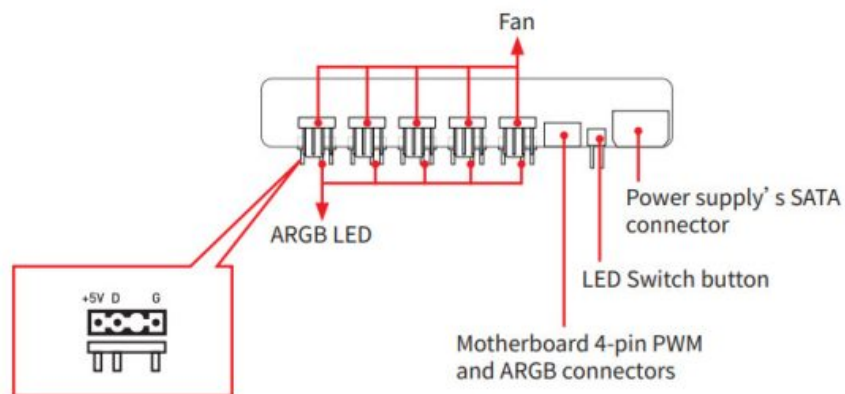 Fan
ARGB LED
Power supply’s SATA
connector
LED Switch button
Motherboard 4-pin PWM
and ARGB connectors
+5V D G